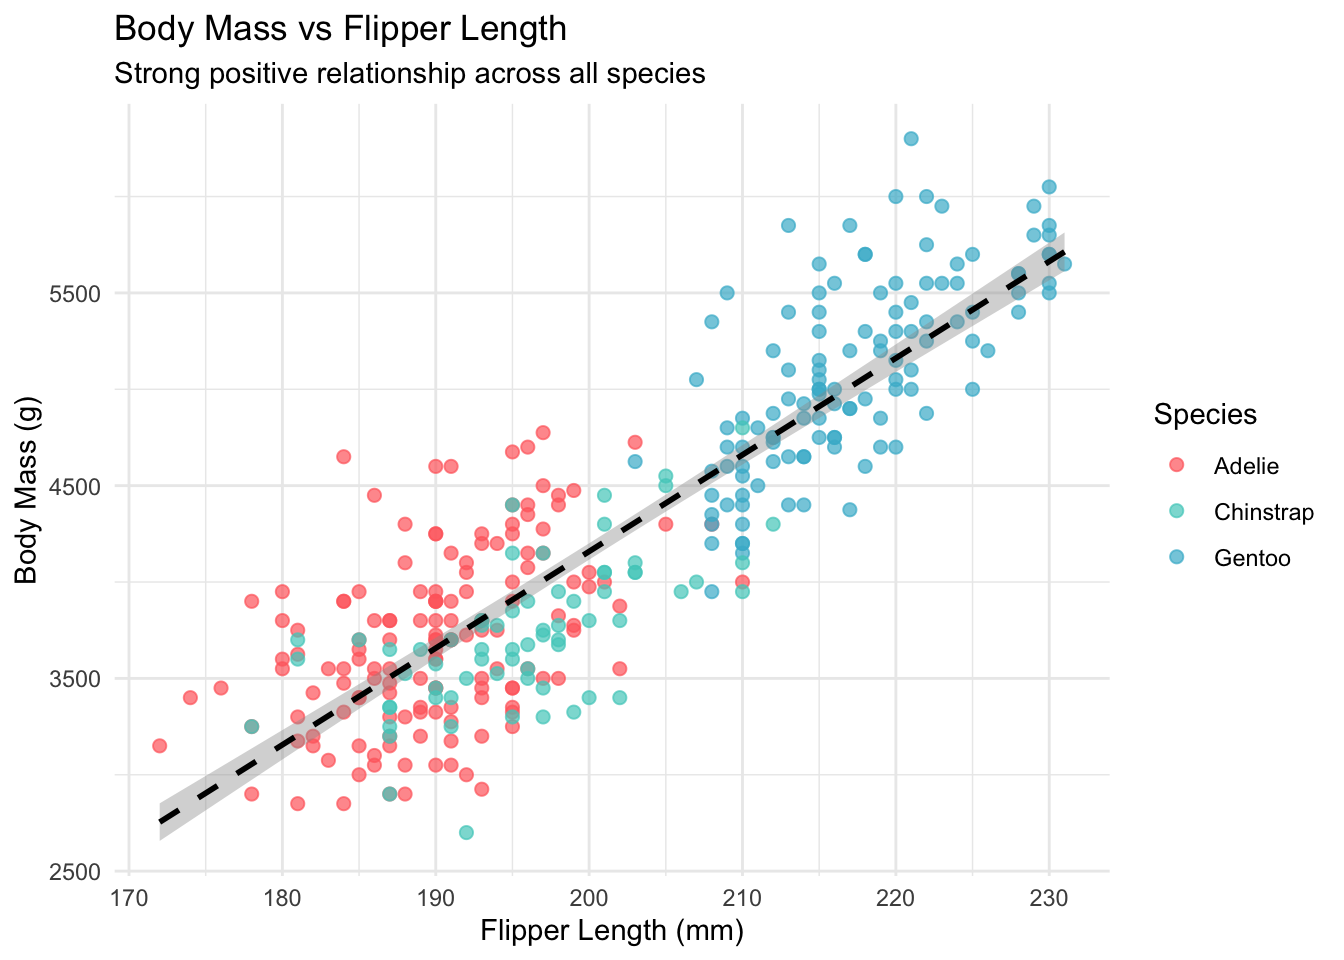 Body Mass vs Flipper Length
Strong positive relationship across all species
Body Mass (g)
5500
4500
3500
2500
170 180 190 200 210 220 230
Flipper Length (mm)
Species
Adelie
Chinstrap
Gentoo